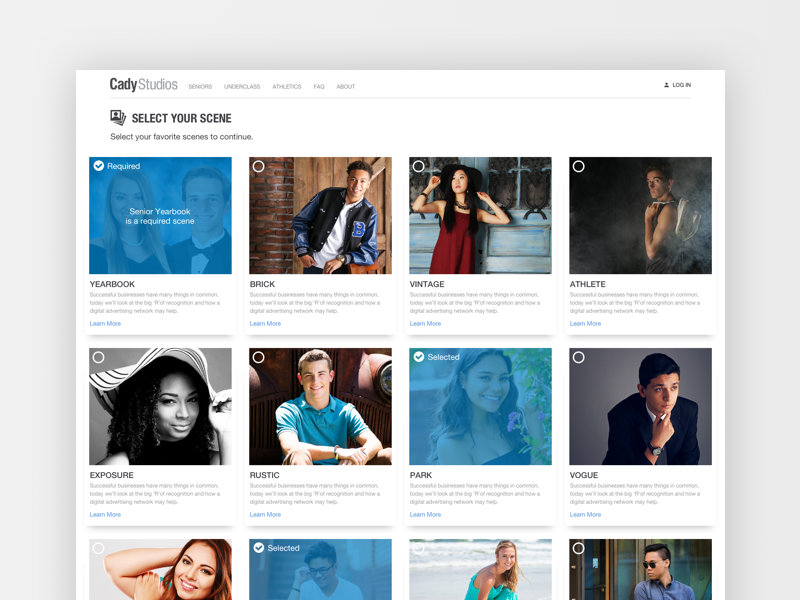 CadyStudios SENIORS UNDERCLASS ATHLETICS FAQ ABOUT LOG IN
SELECT YOUR SCENE
Select your favorite scenes to continue.
Required
Senior Yearbook
is a required scene
B
YEARBOOK
Successful businesses have many things in common,
today we'll look at the big 'R'of recognition and how a
digital advertising network may help.
Learn More
BRICK
Successful businesses have many things in common,
today we'll look at the big 'R'of recognition and how a
digital advertising network may help.
Learn More
VINTAGE
Successful businesses have many things in common,
today we'll look at the big 'R'of recognition and how a
digital advertising network may help.
Learn More
ATHLETE
Successful businesses have many things in common,
today we'll look at the big 'R'of recognition and how a
digital advertising network may help.
Learn More
Selected
EXPOSURE
Successful businesses have many things in common,
today we'll look at the big 'R'of recognition and how a
digital advertising network may help.
Learn More
RUSTIC
Successful businesses have many things in common,
today we'll look at the big 'R'of recognition and how a
digital advertising network may help.
Learn More
PARK
Successful businesses have many things in common,
today we'll look at the big 'R'of recognition and how a
digital advertising network may help.
Learn More
VOGUE
Successful businesses have many things in common,
today we'll look at the big 'R'of recognition and how a
digital advertising network may help.
Learn More
Selected